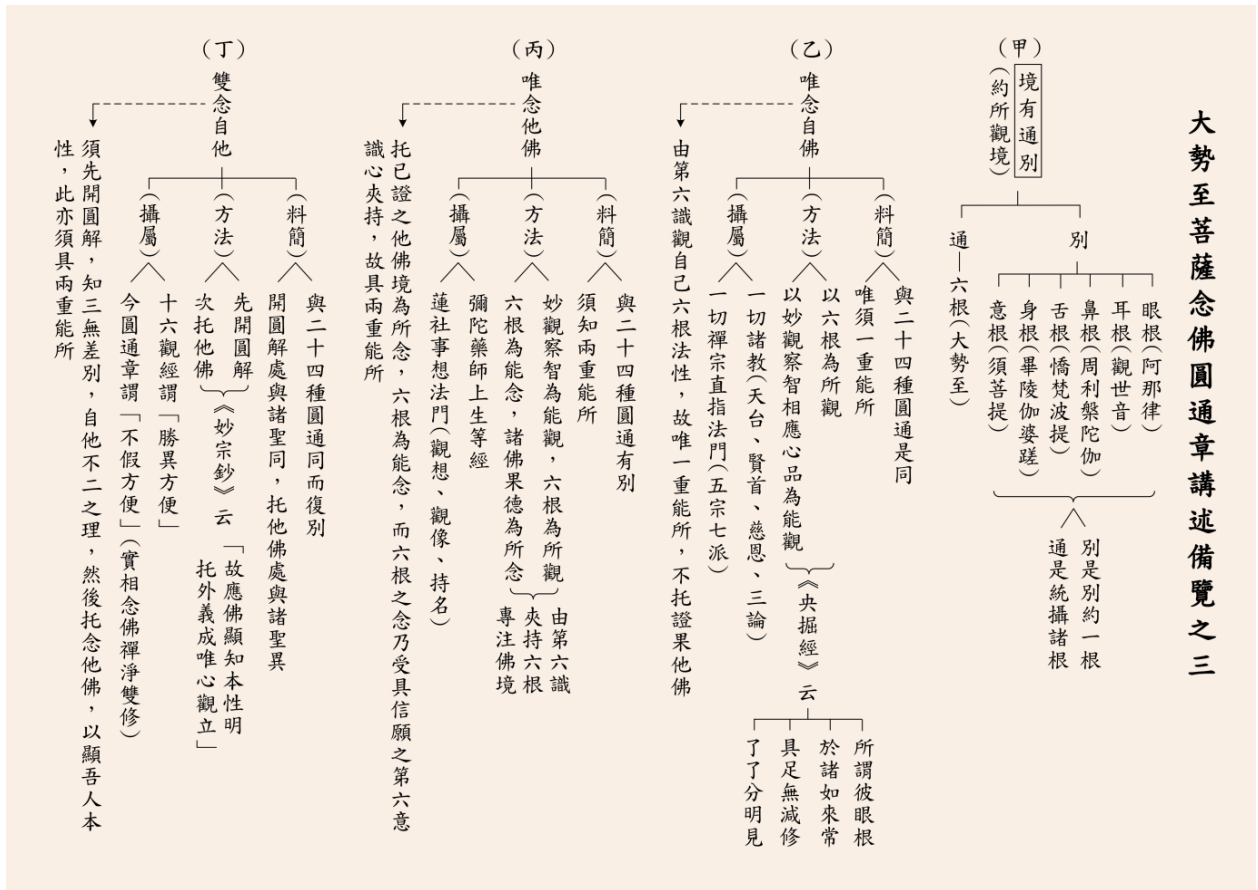 大勢至菩薩念佛圓通章講述備覽之三
(甲)
境有通別
(約所觀境)
別
眼根(阿那律)
耳根(觀世音)
鼻根(周利槃陀伽)
舌根(憍梵波提)
身根(畢陵伽婆蹉)
意根(須菩提)
通
六根(大勢至)
別是別約一根
通是統攝諸根
(乙)
唯念自佛
(料簡)
與二十四種圓通是同
唯須一重能所
(方法)
以六根為所觀
以妙觀察智相應心品為能觀
《央掘經》云
所謂彼眼根
於諸如來常
具足無減修
了了分明見
(攝屬)
一切諸教(天台、賢首、慈恩、三論)
一切禪宗直指法門(五宗七派)
由第六識觀自己六根法性，故唯一重能所，不托證果他佛
(丙)
唯念他佛
(料簡)
與二十四種圓通有別
須知兩重能所
(方法)
妙觀察智為能觀，六根為所觀
六根為能念，諸佛果德為所念
由第六識
夾持六根
專注佛境
(攝屬)
彌陀藥師上生等經
蓮社事想法門(觀想、觀像、持名)
托已證之他佛境為所念，六根為能念，而六根之念乃受具信願之第六意
識心夾持，故具兩重能所
(丁)
雙念自他
(料簡)
與二十四種圓通同而復別
開圓解處與諸聖同，托他佛處與諸聖異
(方法)
先開圓解
次托他佛
《妙宗鈔》云
「故應佛顯知本性明
托外義成唯心觀立」
(攝屬)
十六觀經謂「勝異方便」
今圓通章謂「不假方便」(實相念佛禪淨雙修)
須先開圓解，知三無差別，自他不二之理，然後托念他佛，以顯吾人本
性，此亦須具兩重能所